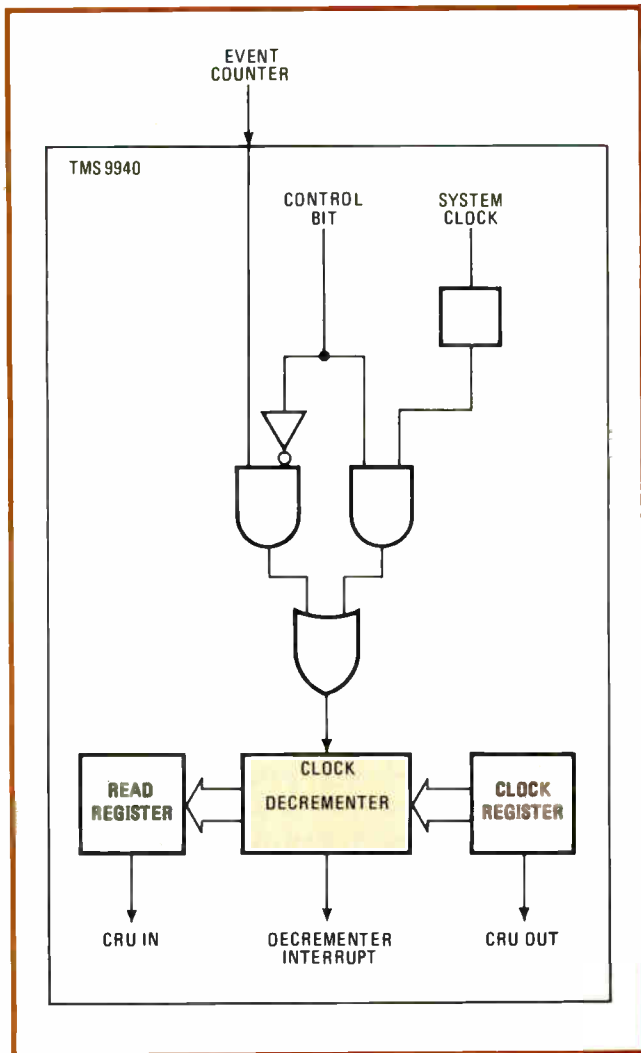 EVENT
COUNTER
TMS 9940
CONTROL
BIT
SYSTEM
CLOCK
READ
REGISTER
CLOCK
DECREMENTER
CLOCK
REGISTER
CRU IN
DECREMENTER
INTERRUPT
CRU OUT